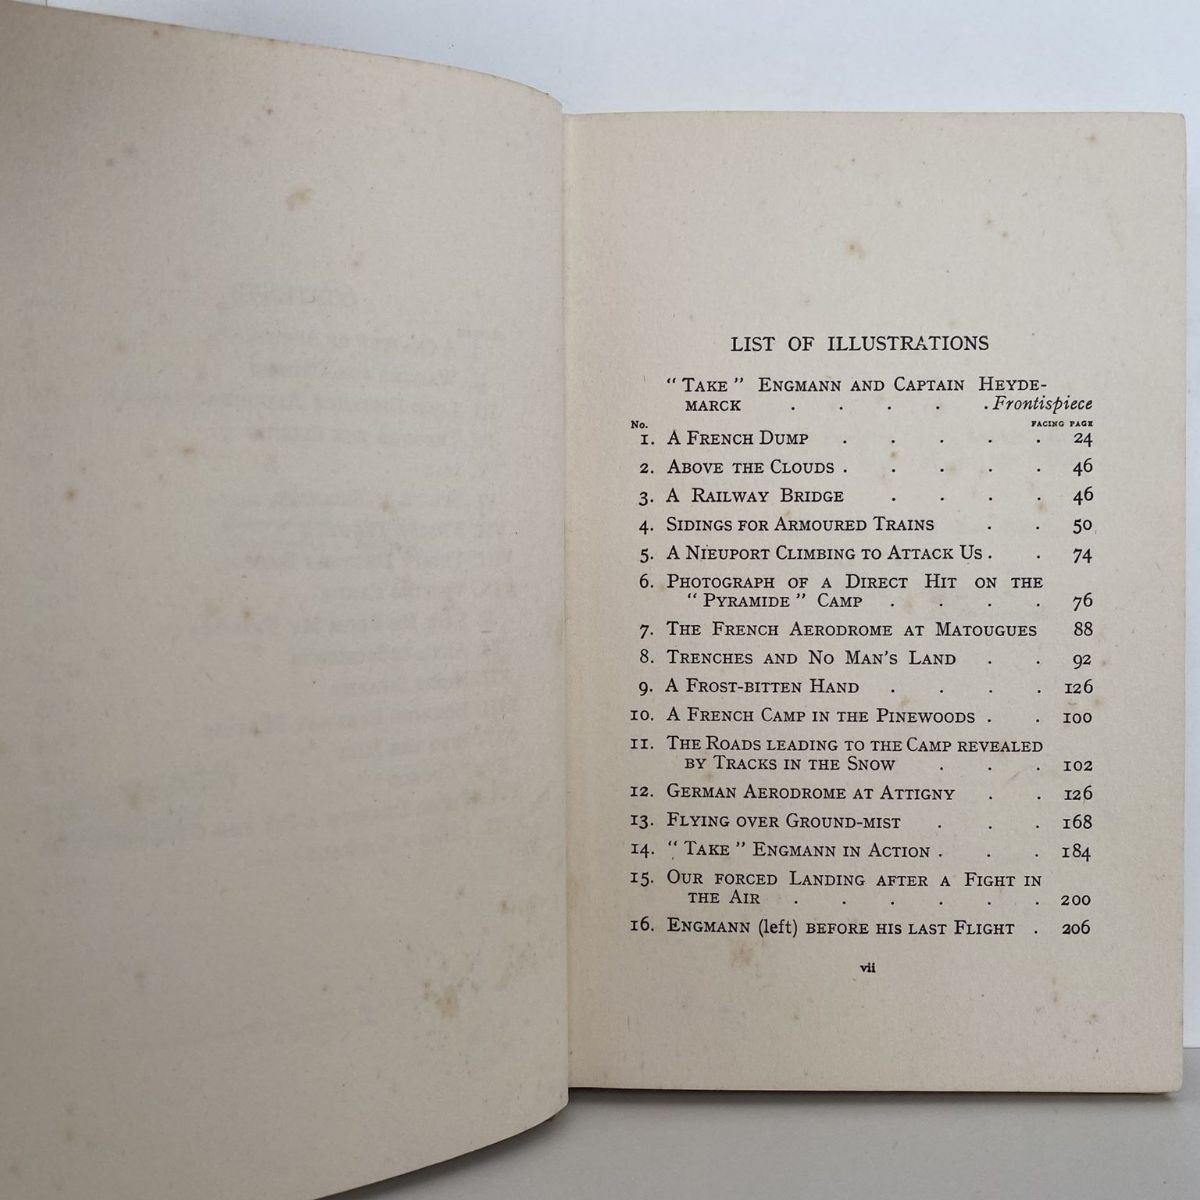 LIST OF ILLUSTRATIONS
“TAKE” ENGMANN AND CAPTAIN HEYDE-
MARCK . . . . . Frontispiece
No. FACING PAGE
1. A FRENCH DUMP . . . . . 24
2. ABOVE THE CLOUDS . . . . . 46
3. A RAILWAY BRIDGE . . . . 46
4. SIDINGS FOR ARMOURED TRAINS . . 50
5. A NIEUPORT CLIMBING TO ATTACK US . . 74
6. PHOTOGRAPH OF A DIRECT HIT ON THE
“PYRAMIDE” CAMP . . . . 76
7. THE FRENCH AERODROME AT MATOUGUES 88
8. TRENCHES AND NO MAN’S LAND . . 92
9. A FROST-BITTEN HAND . . . . 126
10. A FRENCH CAMP IN THE PINEWOODS . . 100
11. THE ROADS LEADING TO THE CAMP REVEALED
BY TRACKS IN THE SNOW . . . 102
12. GERMAN AERODROME AT ATTIGNY . . 126
13. FLYING OVER GROUND-MIST . . . 168
14. “TAKE” ENGMANN IN ACTION . . . 184
15. OUR FORCED LANDING AFTER A FIGHT IN
THE AIR . . . . . . 200
16. ENGMANN (left) BEFORE HIS LAST FLIGHT . 206
vii